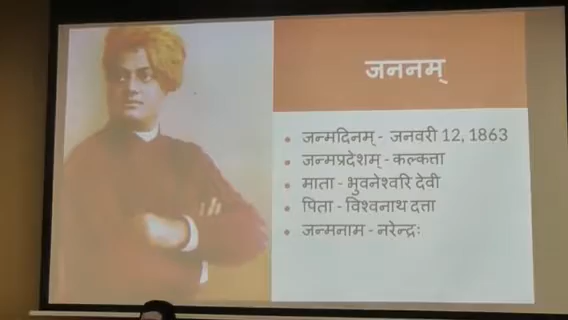 जननम्
• जन्मदिनम् - जनवरी 12, 1863
• जन्मप्रदेशम् - कल्कत्ता
• माता - भुवनेश्वरि देवी
• पिता - विश्वनाथ दत्ता
• जन्मनाम - नरेन्द्रः